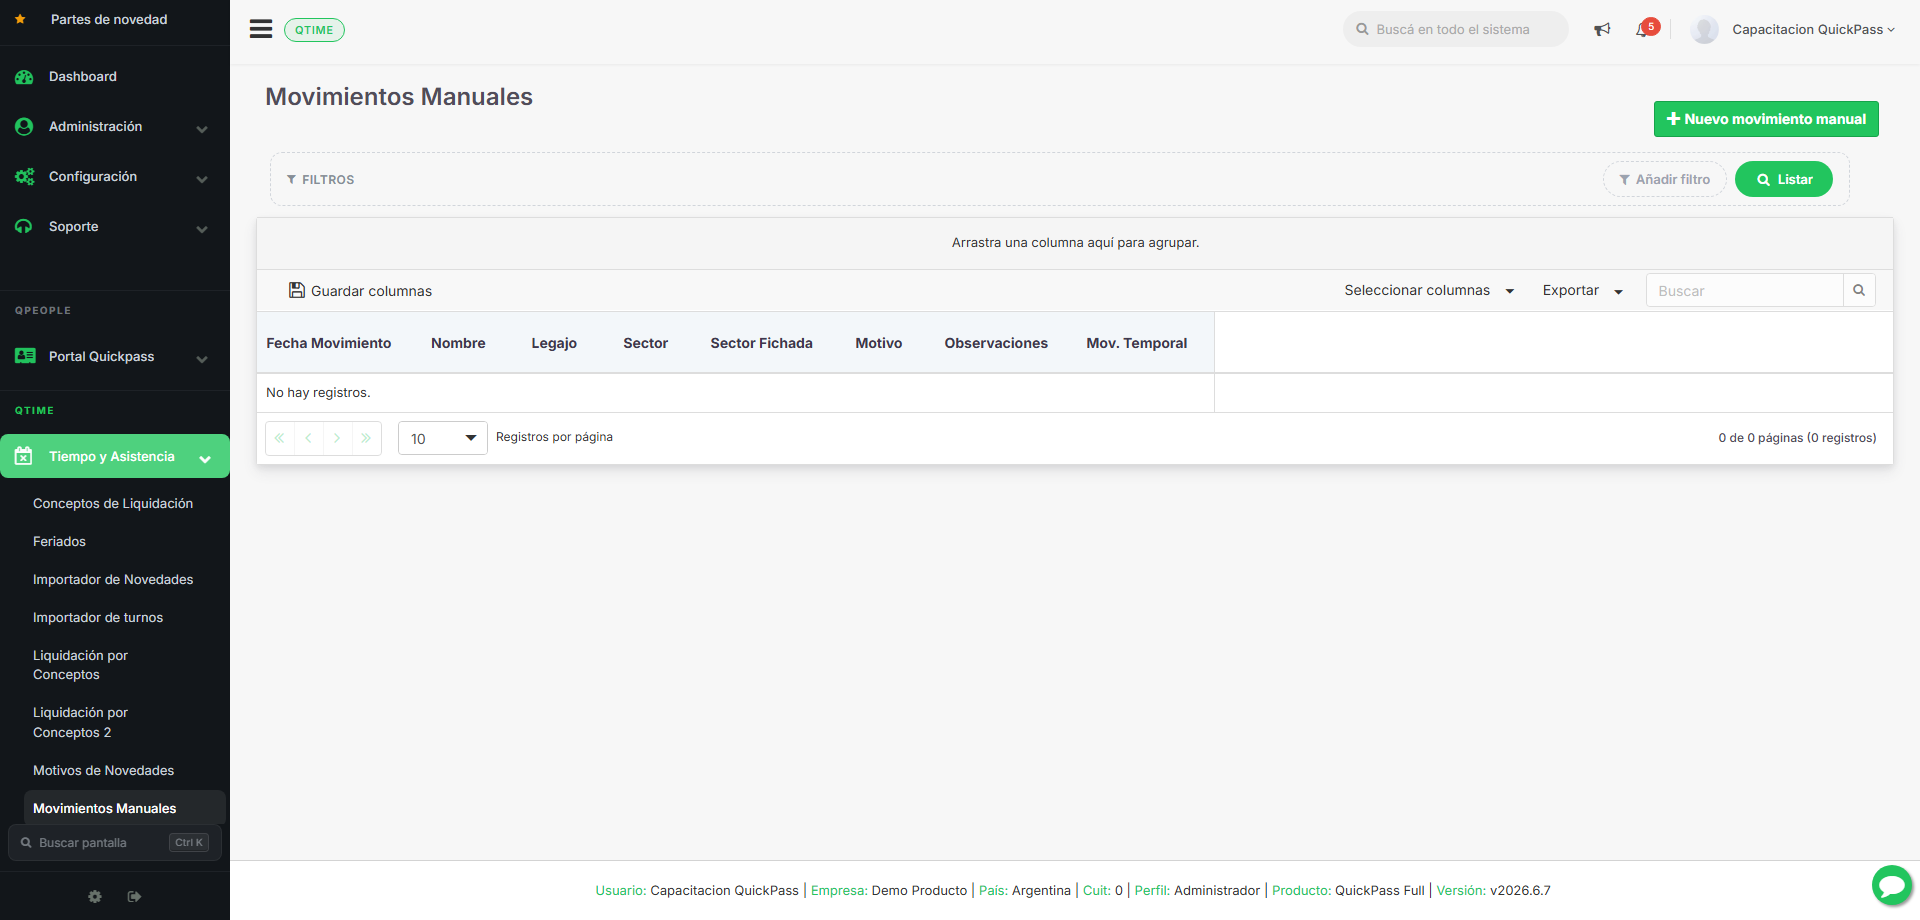 Partes de novedad
Dashboard
Administración
Configuración
Soporte
QPEOPLE
Portal Quickpass
QTIME
Tiempo y Asistencia
Conceptos de Liquidación
Feriados
Importador de Novedades
Importador de turnos
Liquidación por
Conceptos
Liquidación por
Conceptos 2
Motivos de Novedades
Movimientos Manuales
Buscar pantalla Ctrl K
QTIME
Buscá en todo el sistema
5
Capacitacion QuickPass
Movimientos Manuales
Nuevo movimiento manual
FILTROS
Añadir filtro
Listar
Arrastra una columna aquí para agrupar.
Guardar columnas
Seleccionar columnas
Exportar
Buscar
Fecha Movimiento Nombre Legajo Sector Sector Fichada Motivo Observaciones Mov. Temporal
No hay registros.
10 Registros por página
0 de 0 páginas (0 registros)
Usuario: Capacitacion QuickPass | Empresa: Demo Producto | País: Argentina | Cuit: 0 | Perfil: Administrador | Producto: QuickPass Full | Versión: v2026.6.7